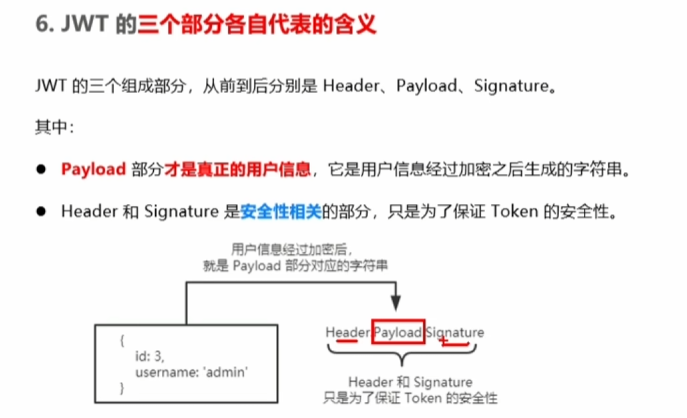 6. JWT 的三个部分各自代表的含义
JWT 的三个组成部分，从前到后分别是 Header、Payload、Signature。
其中：
● Payload 部分才是真正的用户信息，它是用户信息经过加密之后生成的字符串。
● Header 和 Signature 是安全性相关的部分，只是为了保证 Token 的安全性。
用户信息经过加密后，
就是 Payload 部分对应的字符串
{
id: 3,
username: 'admin'
}
Header.Payload.Signature
Header 和 Signature
只是为了保证 Token 的安全性